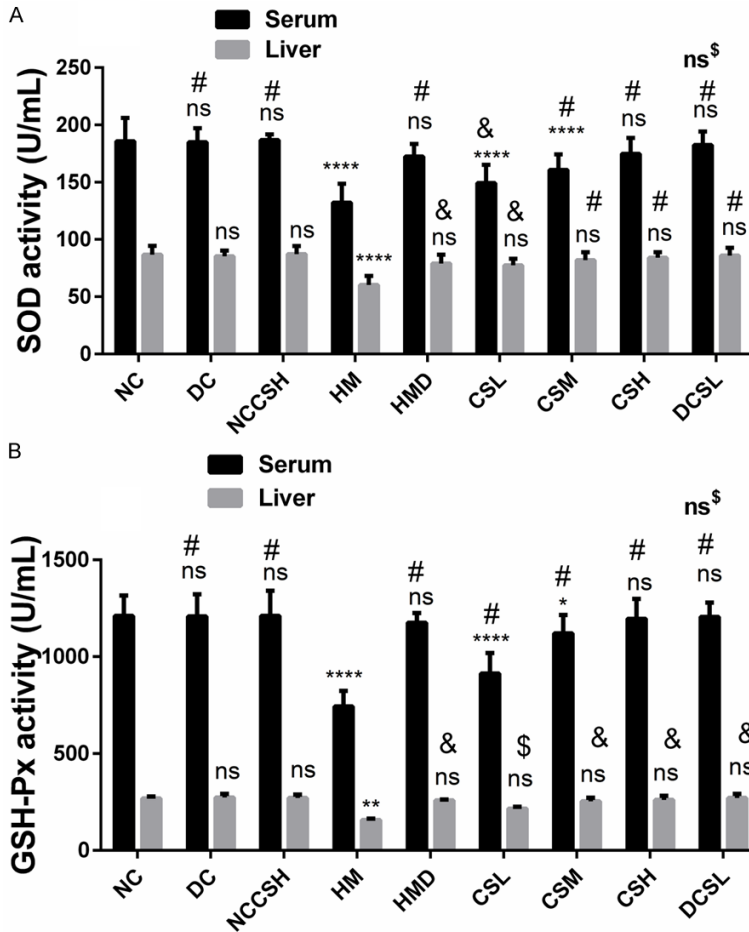 A
Serum
Liver
ns$
SOD activity (U/mL)
250
200
150
100
50
0
# # # # # #
ns ns ns & **** ns ns
**** ****
& & # # #
ns ns **** ns ns ns ns ns
NC DC NCCSH HM HMD CSL CSM CSH DCSL
B
Serum
Liver
ns$
GSH-Px activity (U/mL)
1500
1000
500
0
# # # # # # #
ns ns **** ns **** * ns ns
& $ & & &
ns ns ** ns ns ns ns ns
NC DC NCCSH HM HMD CSL CSM CSH DCSL